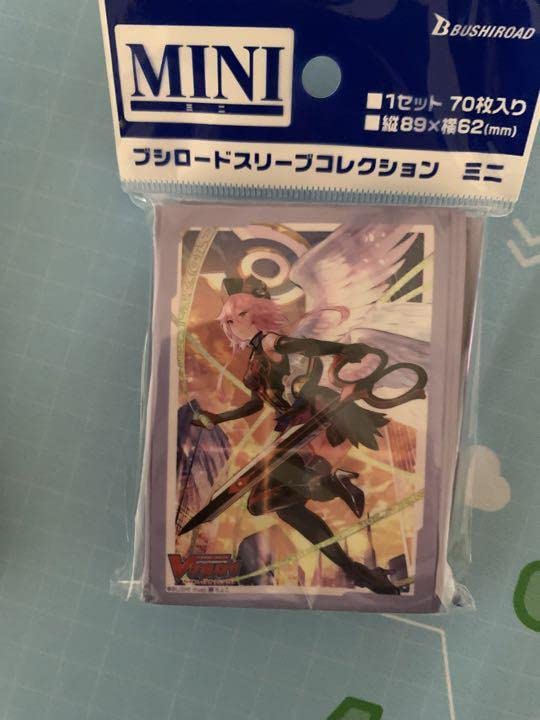 BUSHIROAD
MINI
ミニ
■1セット 70枚入り
■縦89×横62(mm)
ブシロードスリーブコレクション ミニ